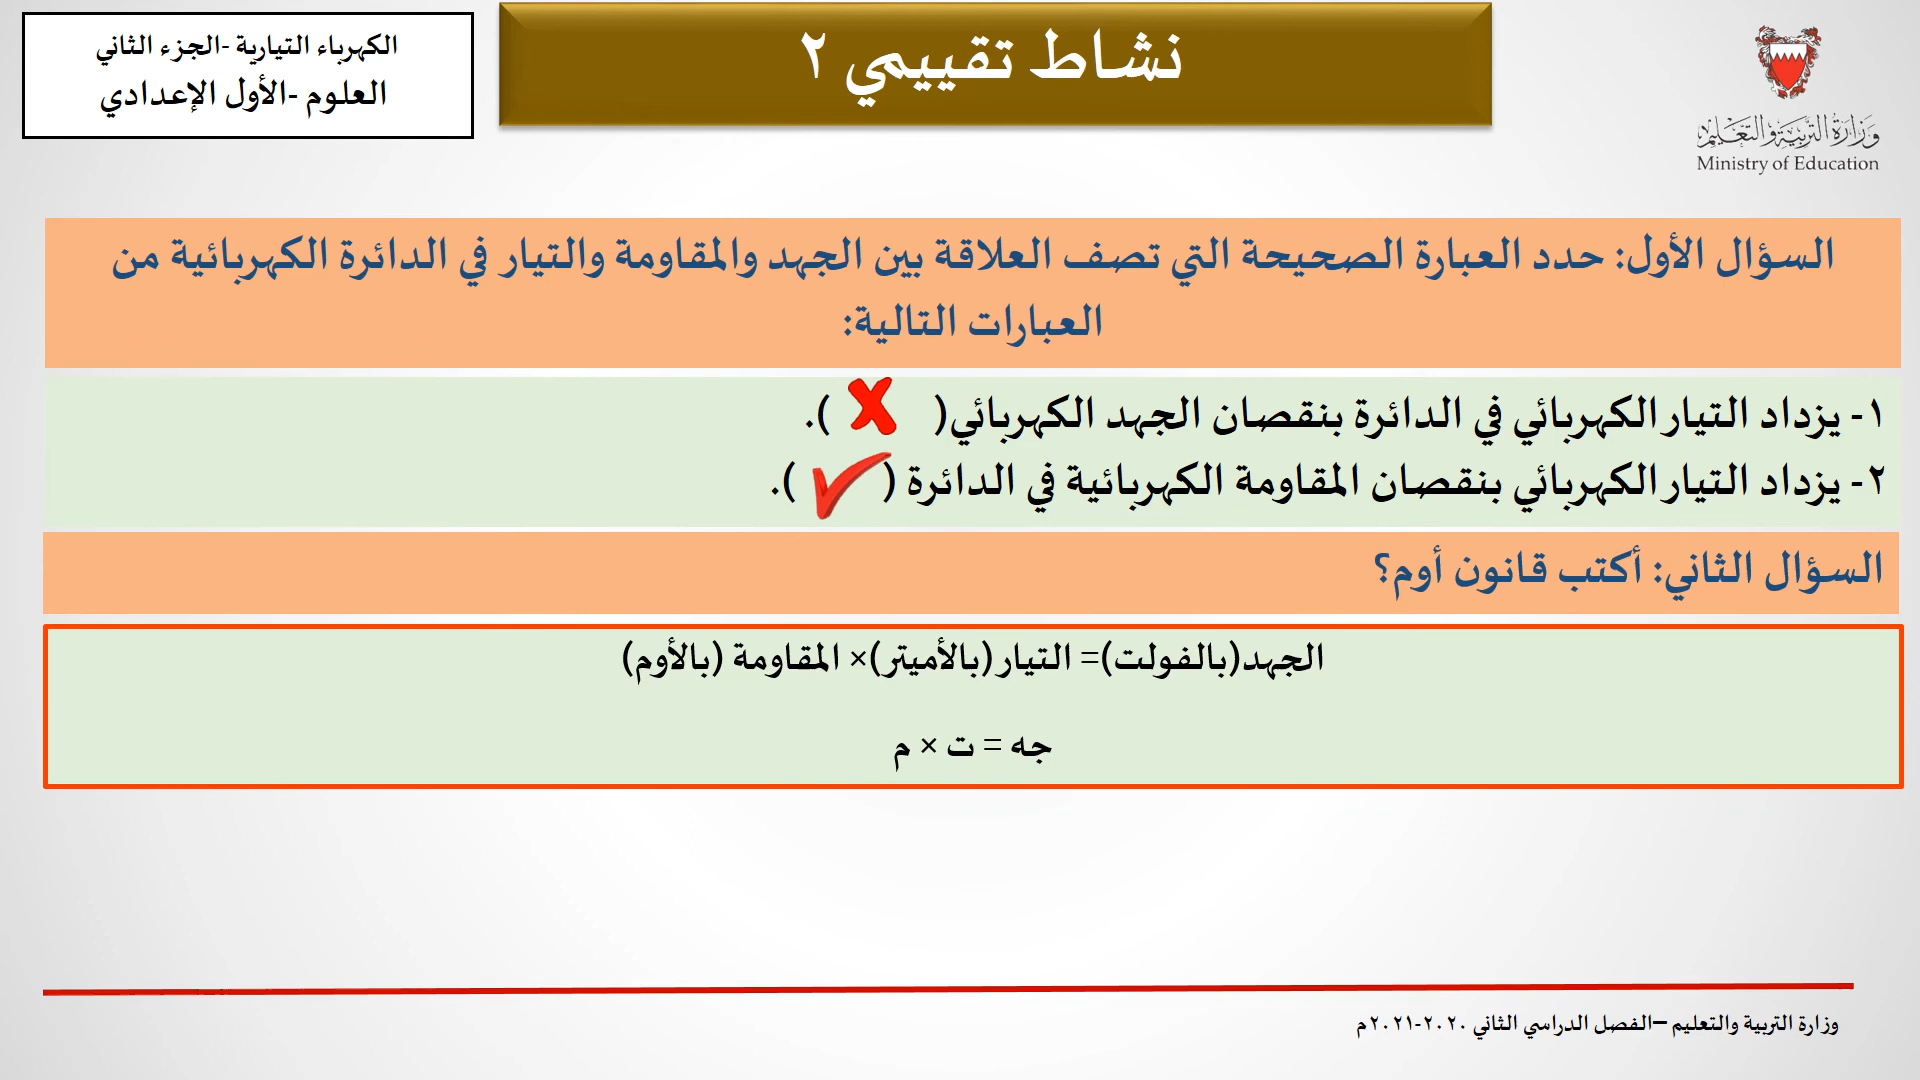 الكهرباء التيارية -الجزء الثاني
العلوم -الأول الإعدادي
نشاط تقييمي ٢
وزارة التربية والتعليم
Ministry of Education
السؤال الأول: حدد العبارة الصحيحة التي تصف العلاقة بين الجهد والمقاومة والتيار في الدائرة الكهربائية من
العبارات التالية:
١- يزداد التيار الكهربائي في الدائرة بنقصان الجهد الكهربائي( ✘ ).
٢- يزداد التيار الكهربائي بنقصان المقاومة الكهربائية في الدائرة ( ✓ ).
السؤال الثاني: أكتب قانون أوم؟
الجهد(بالفولت)= التيار(بالأميتر)× المقاومة (بالأوم)
جه = ت × م
وزارة التربية والتعليم –الفصل الدراسي الثاني ٢٠٢٠-٢٠٢١م